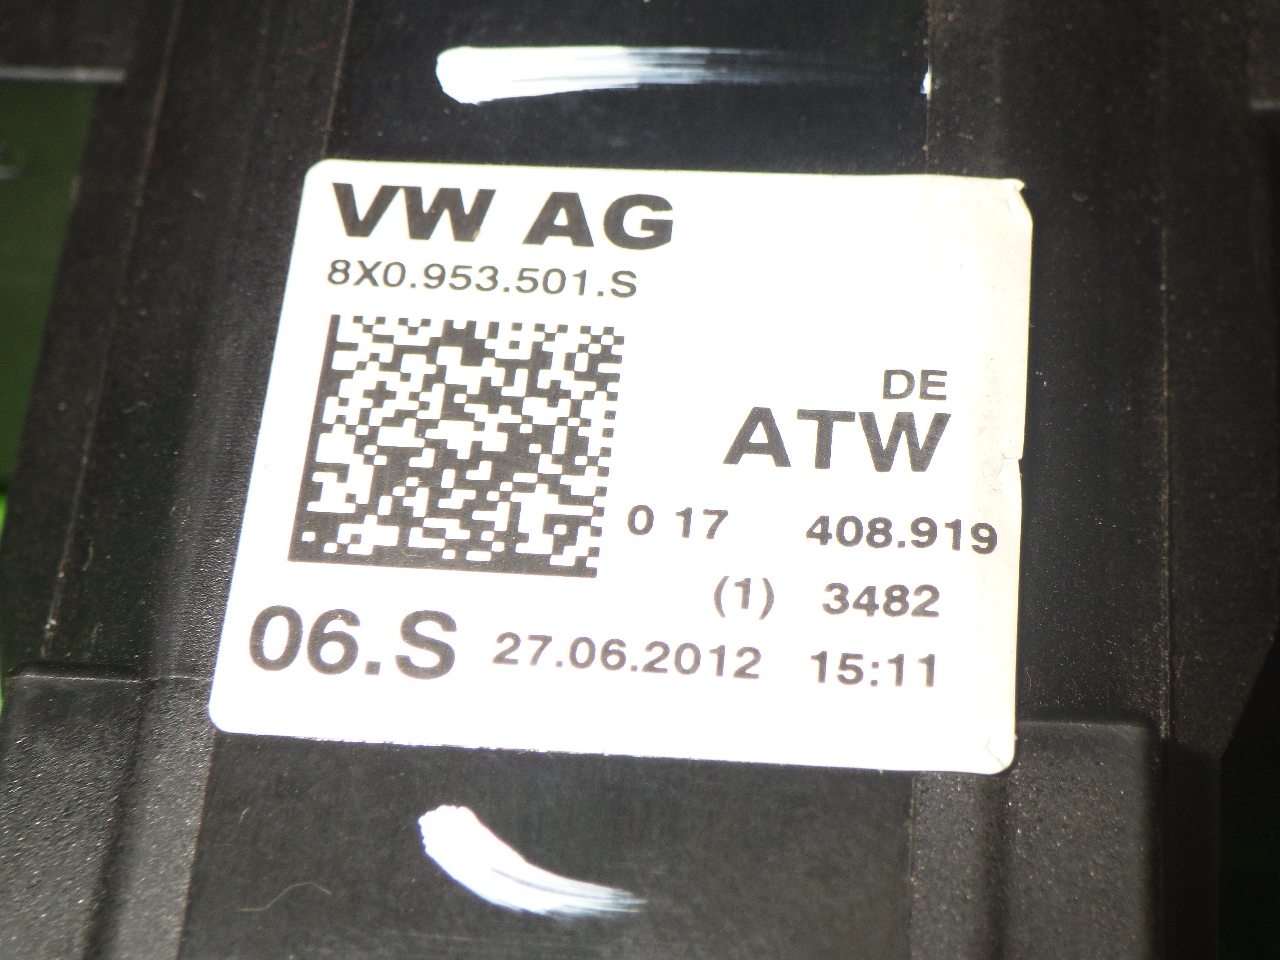 VW AG
8X0.953.501.S
DE
ATW
0 17 408.919
(1) 3482
06.S 27.06.2012 15:11